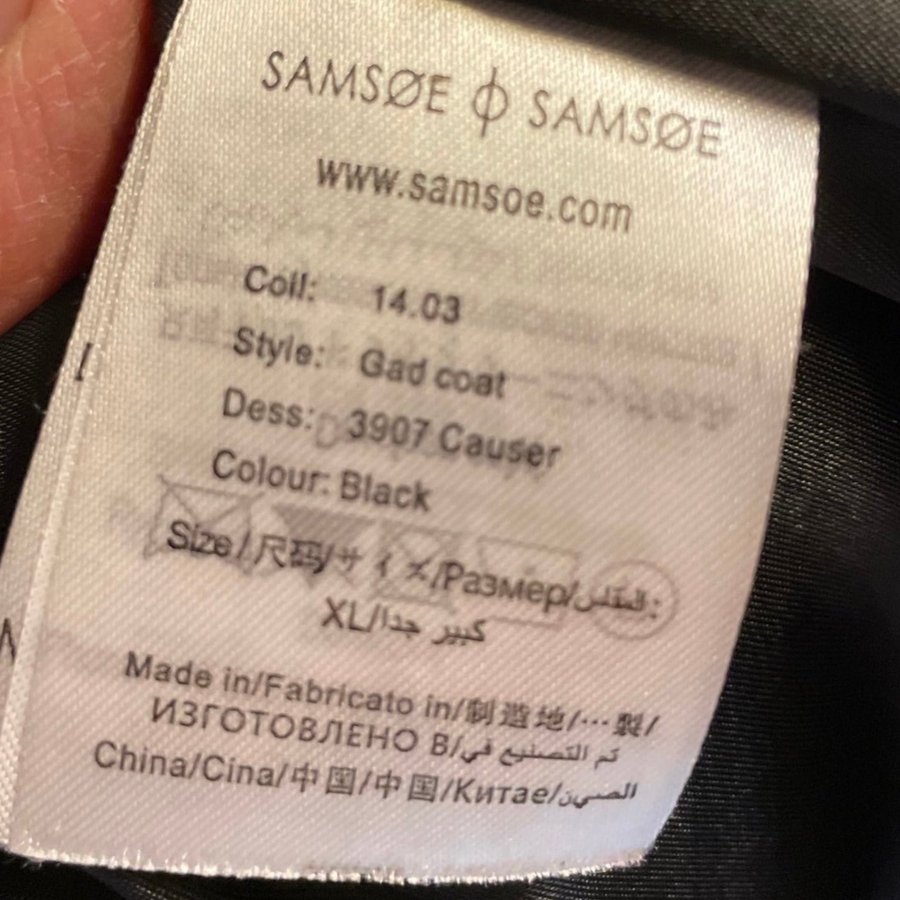 SAMSØE ϕ SAMSØE
www.samsoe.com
Coll: 14.03
Style: Gad coat
Dess: 3907 Causer
Colour: Black
Size/尺码/サイズ/Размер/المقاس:
XL/كبير جدا
Made in/Fabricato in/制造地/…製/
ИЗГОТОВЛЕНО В/تم التصنيع في
China/Cina/中国/中国/Китае/الصين